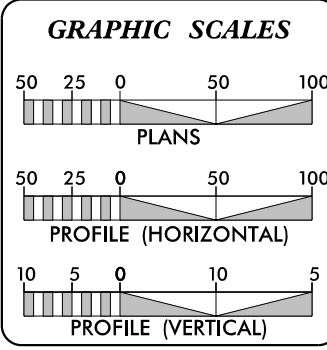 GRAPHIC SCALES
50 25 0 50 100
PLANS
50 25 0 50 100
PROFILE (HORIZONTAL)
10 5 0 10 5
PROFILE (VERTICAL)